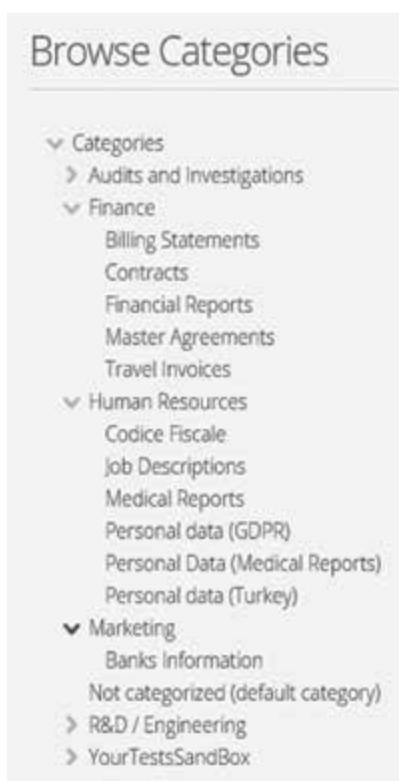 Browse Categories
Categories
Audits and Investigations
Finance
Billing Statements
Contracts
Financial Reports
Master Agreements
Travel Invoices
Human Resources
Codice Fiscale
Job Descriptions
Medical Reports
Personal data (GDPR)
Personal Data (Medical Reports)
Personal data (Turkey)
Marketing
Banks Information
Not categorized (default category)
R&D / Engineering
YourTestsSandBox